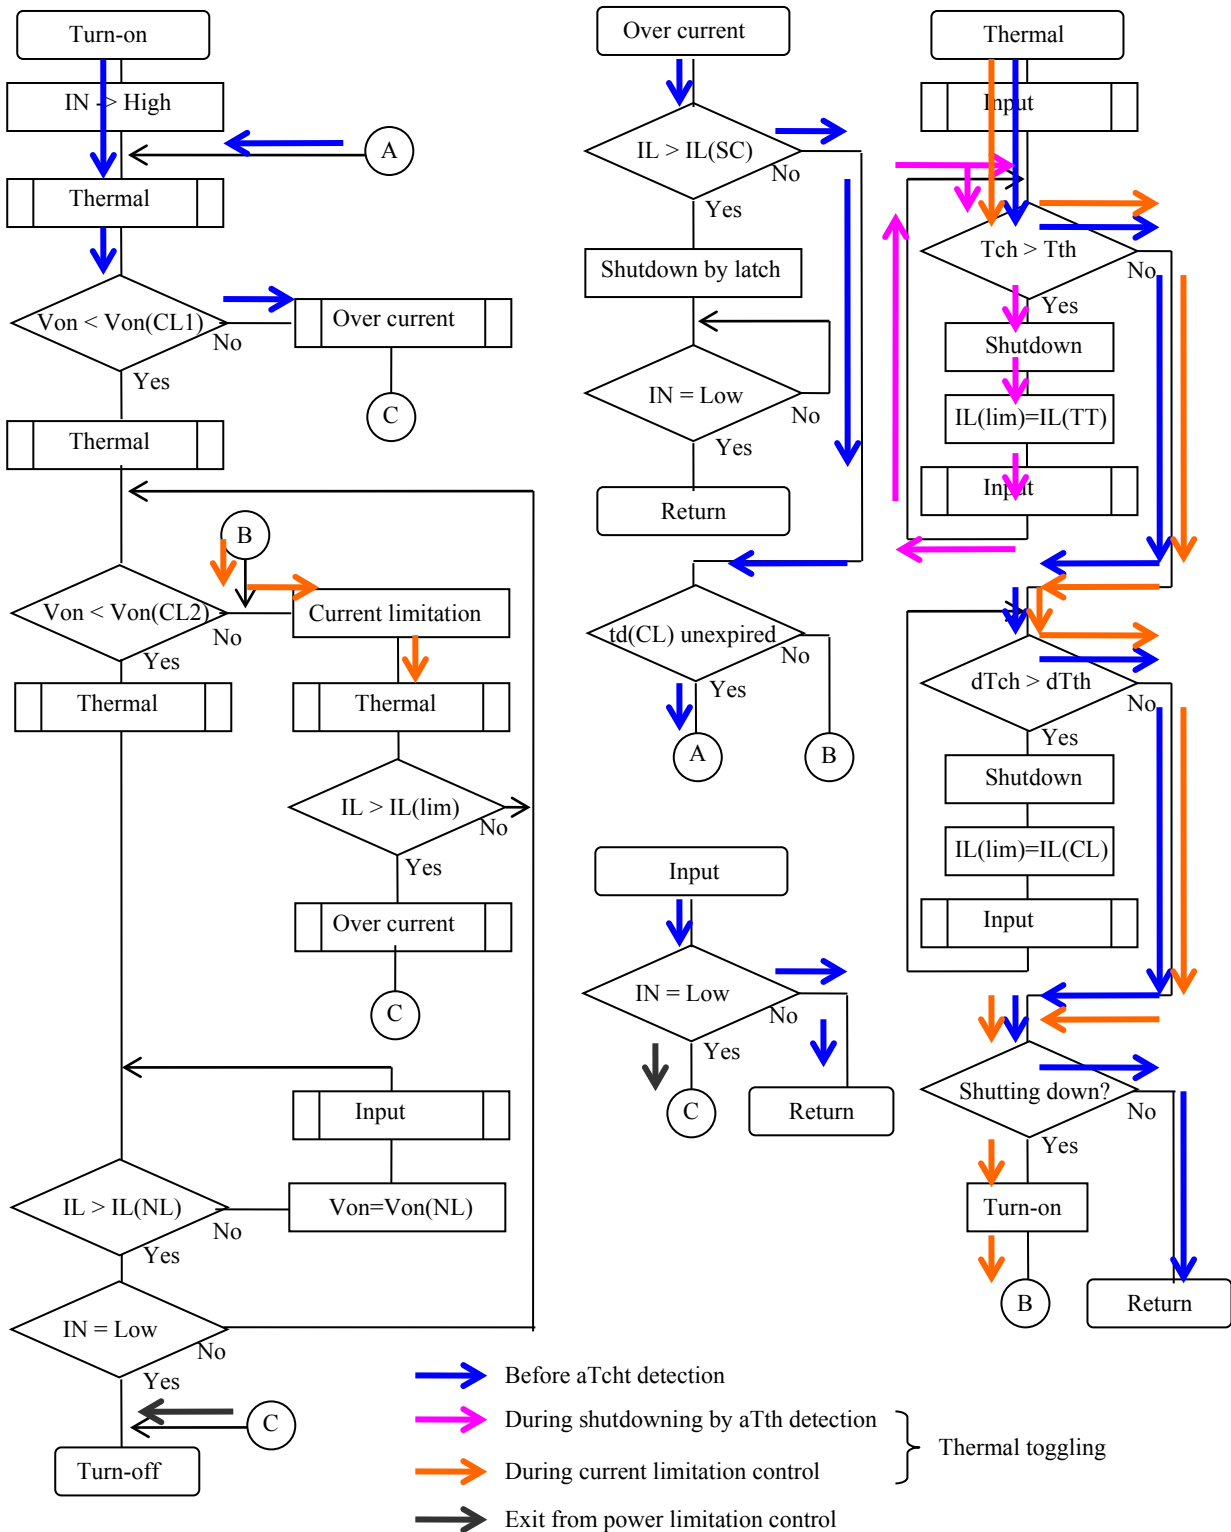 Turn-on
IN -> High
A
Thermal
Von < Von(CL1)
No
Yes
Over current
C
Thermal
B
Von < Von(CL2)
No
Yes
Current limitation
Thermal
Thermal
IL > IL(lim)
No
Yes
Over current
C
Input
Von=Von(NL)
IL > IL(NL)
No
Yes
IN = Low
No
Yes
C
Turn-off
Over current
IL > IL(SC)
No
Yes
Shutdown by latch
IN = Low
No
Yes
Return
td(CL) unexpired
No
Yes
A
B
Input
IN = Low
No
Yes
C
Return
Thermal
Input
Tch > Tth
No
Yes
Shutdown
IL(lim)=IL(TT)
Input
dTch > dTth
No
Yes
Shutdown
IL(lim)=IL(CL)
Input
Shutting down?
No
Yes
Turn-on
B
Return
Before aTcht detection
During shutdowning by aTth detection
During current limitation control
Thermal toggling
Exit from power limitation control